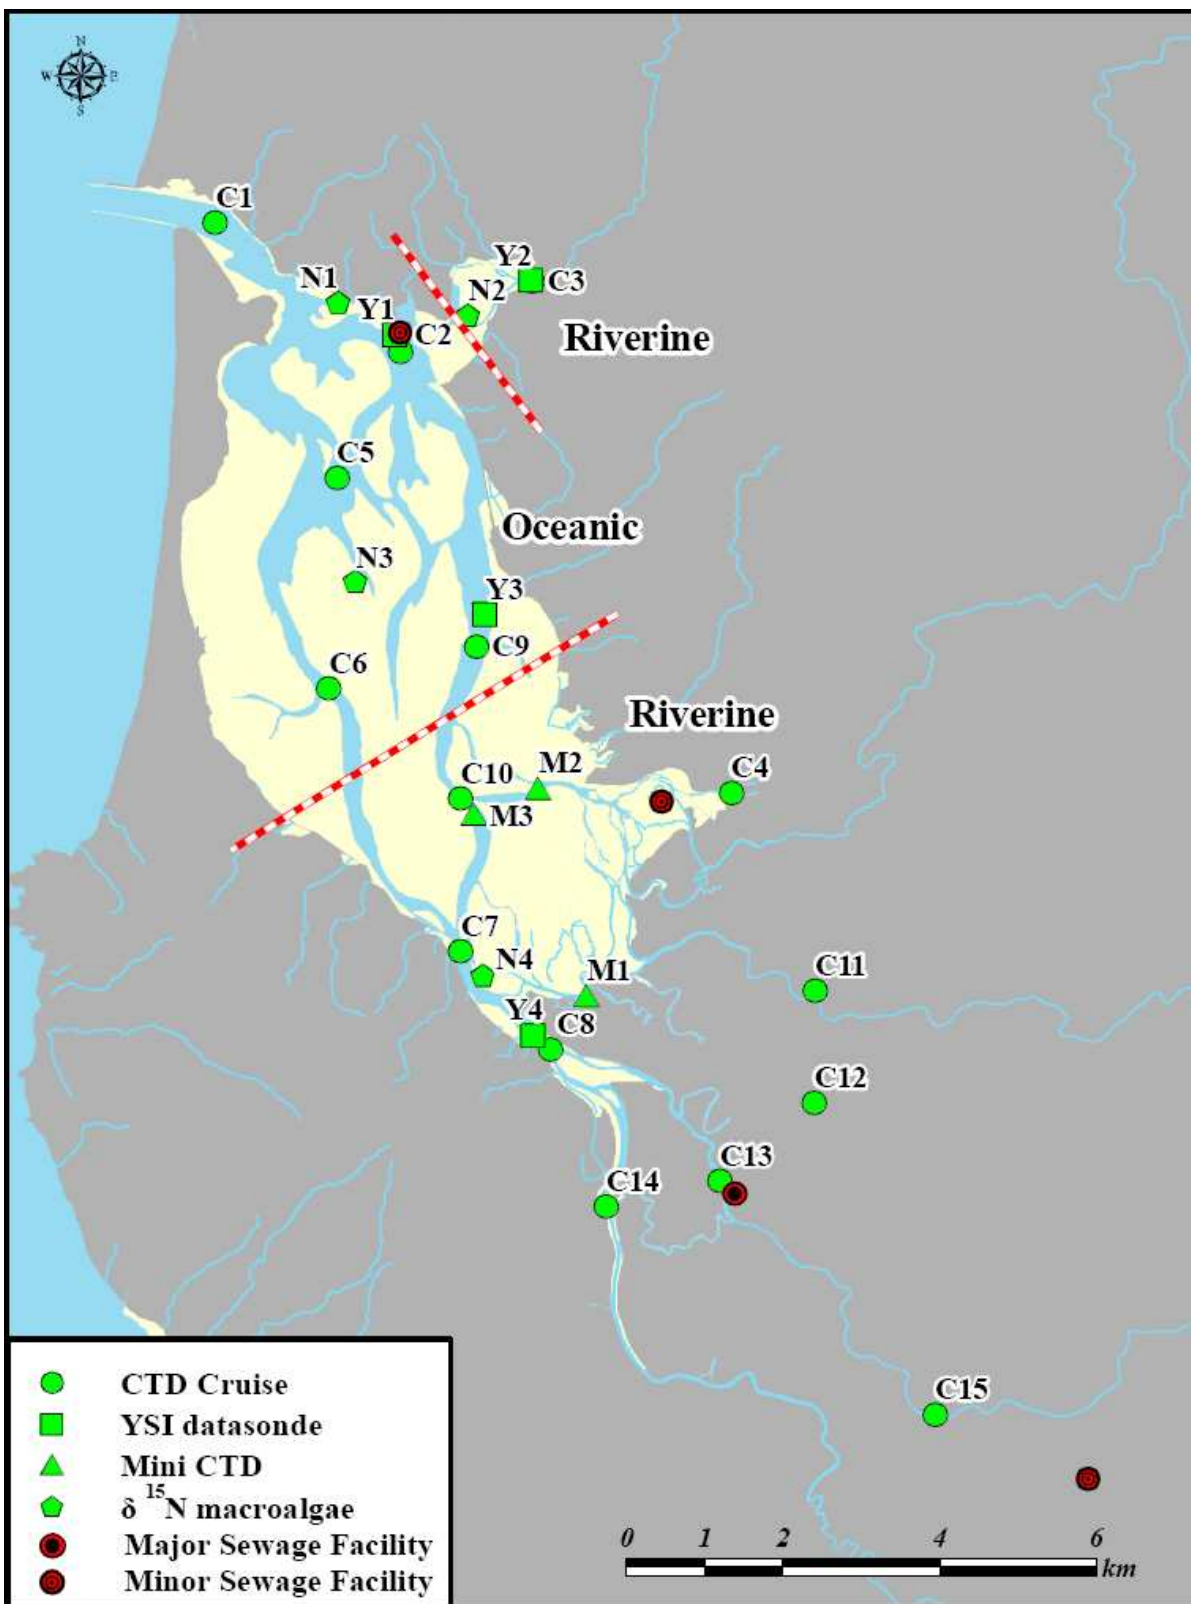 N
W E
S
C1
Y2
C3
N1
N2
Y1
C2
Riverine
C5
Oceanic
N3
Y3
C9
C6
Riverine
M2
C4
C10
M3
C7
N4
M1
C11
Y4
C8
C12
C13
C14
C15
CTD Cruise
YSI datasonde
Mini CTD
δ 15N macroalgae
Major Sewage Facility
Minor Sewage Facility
0 1 2 4 6
km